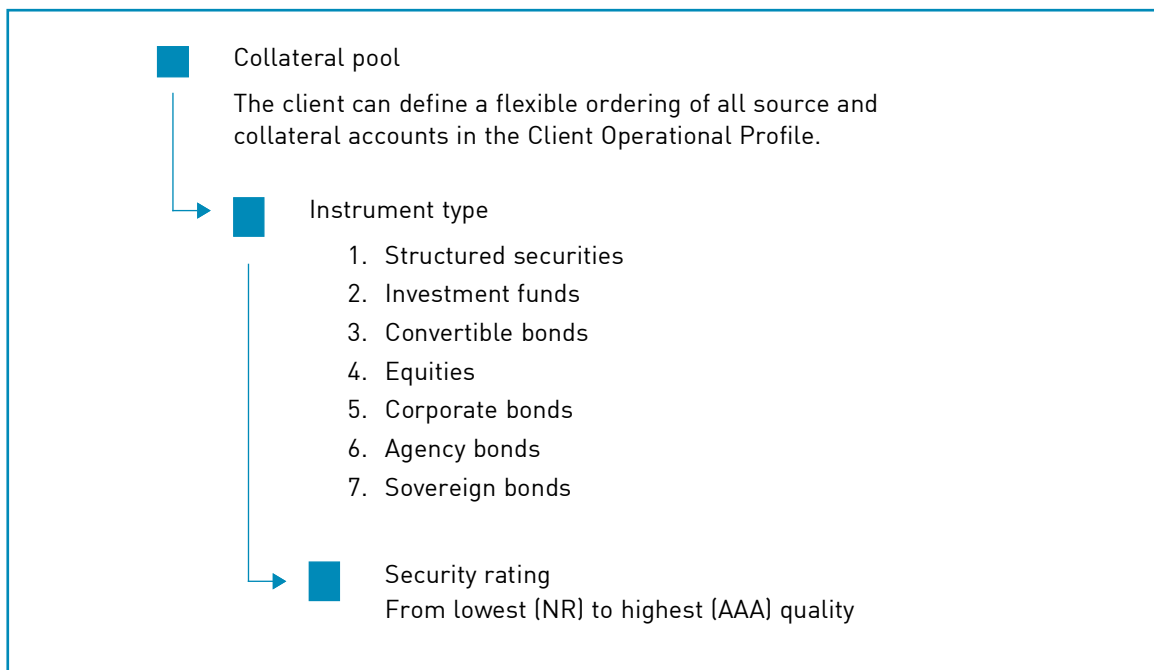 Collateral pool
The client can define a flexible ordering of all source and
collateral accounts in the Client Operational Profile.
Instrument type
1. Structured securities
2. Investment funds
3. Convertible bonds
4. Equities
5. Corporate bonds
6. Agency bonds
7. Sovereign bonds
Security rating
From lowest (NR) to highest (AAA) quality